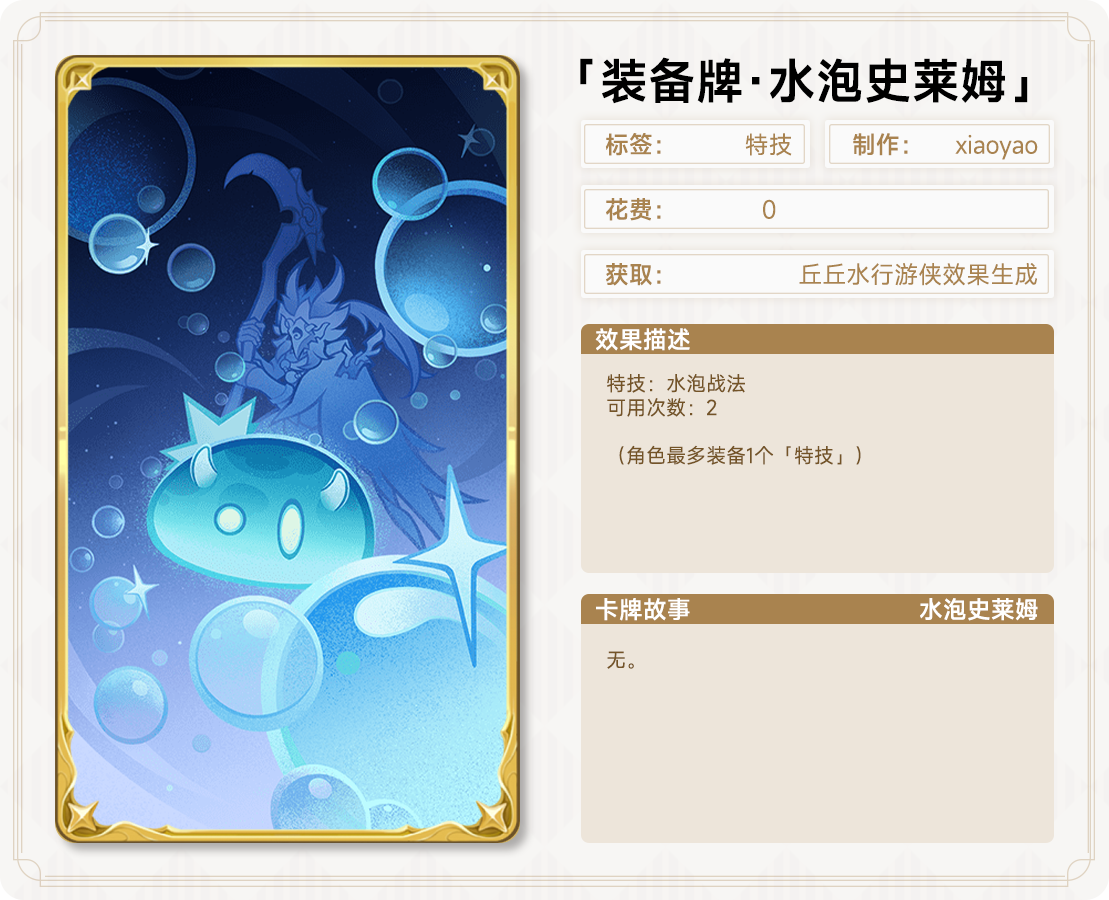 「装备牌·水泡史莱姆」
标签： 特技
制作： xiaoyao
花费： 0
获取： 丘丘水行游侠效果生成
效果描述
特技：水泡战法
可用次数：2
（角色最多装备1个「特技」）
卡牌故事 水泡史莱姆
无。